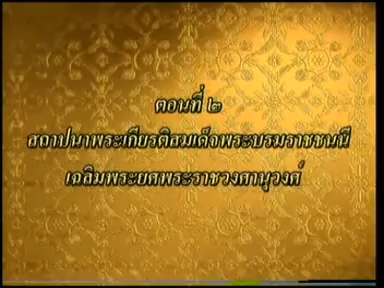 ตอนที่ ๒
สถาปนาพระเกียรติสมเด็จพระบรมราชชนนี
เฉลิมพระยศพระราชวงศานุวงศ์